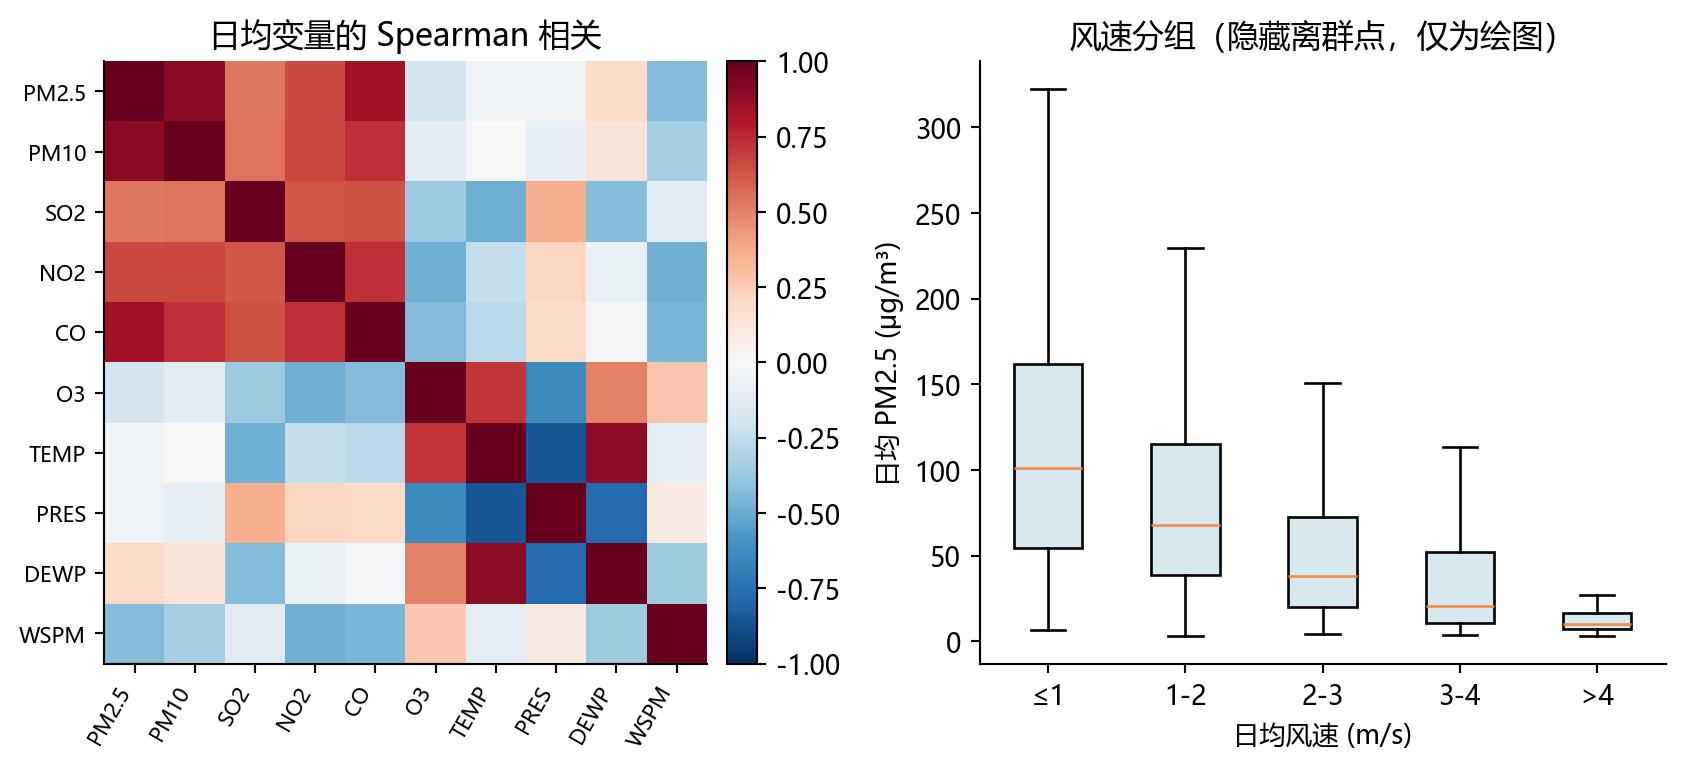 日均变量的 Spearman 相关
PM2.5
PM10
SO2
NO2
CO
O3
TEMP
PRES
DEWP
WSPM
PM2.5
PM10
SO2
NO2
CO
O3
TEMP
PRES
DEWP
WSPM
1.00
0.75
0.50
0.25
0.00
-0.25
-0.50
-0.75
-1.00
风速分组（隐藏离群点，仅为绘图）
日均 PM2.5 (μg/m³)
300
250
200
150
100
50
0
≤1
1-2
2-3
3-4
>4
日均风速 (m/s)